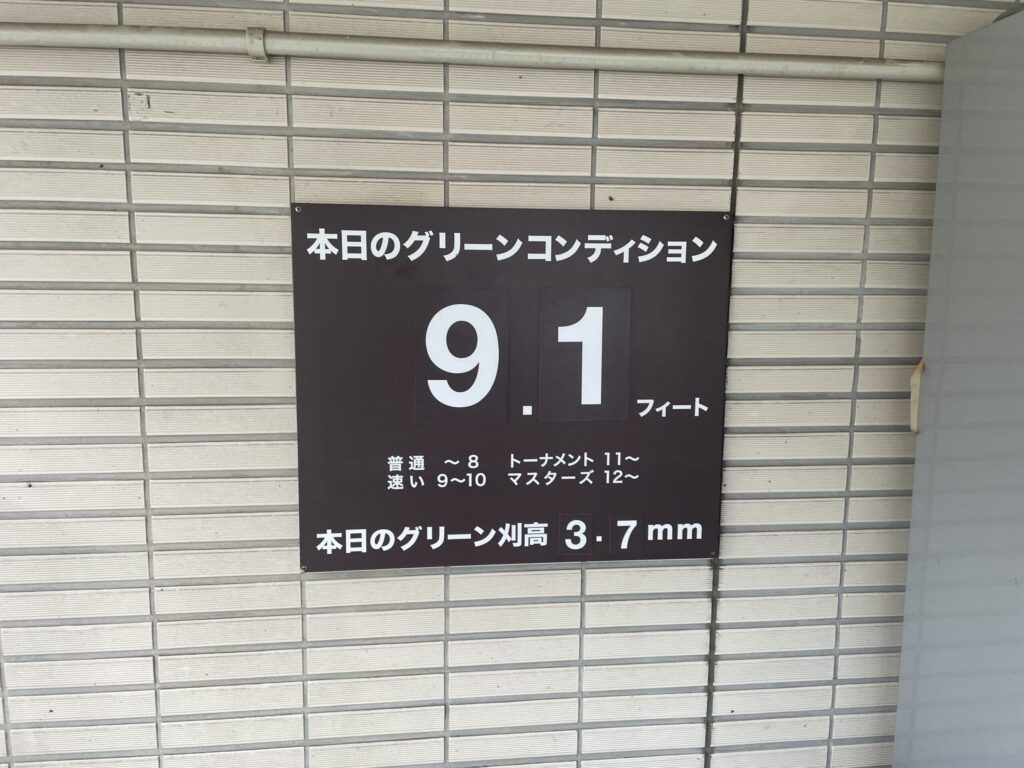 本日のグリーンコンディション
9.1フィート
普通 ～8 トーナメント 11～
速い 9～10 マスターズ 12～
本日のグリーン刈高 3.7mm